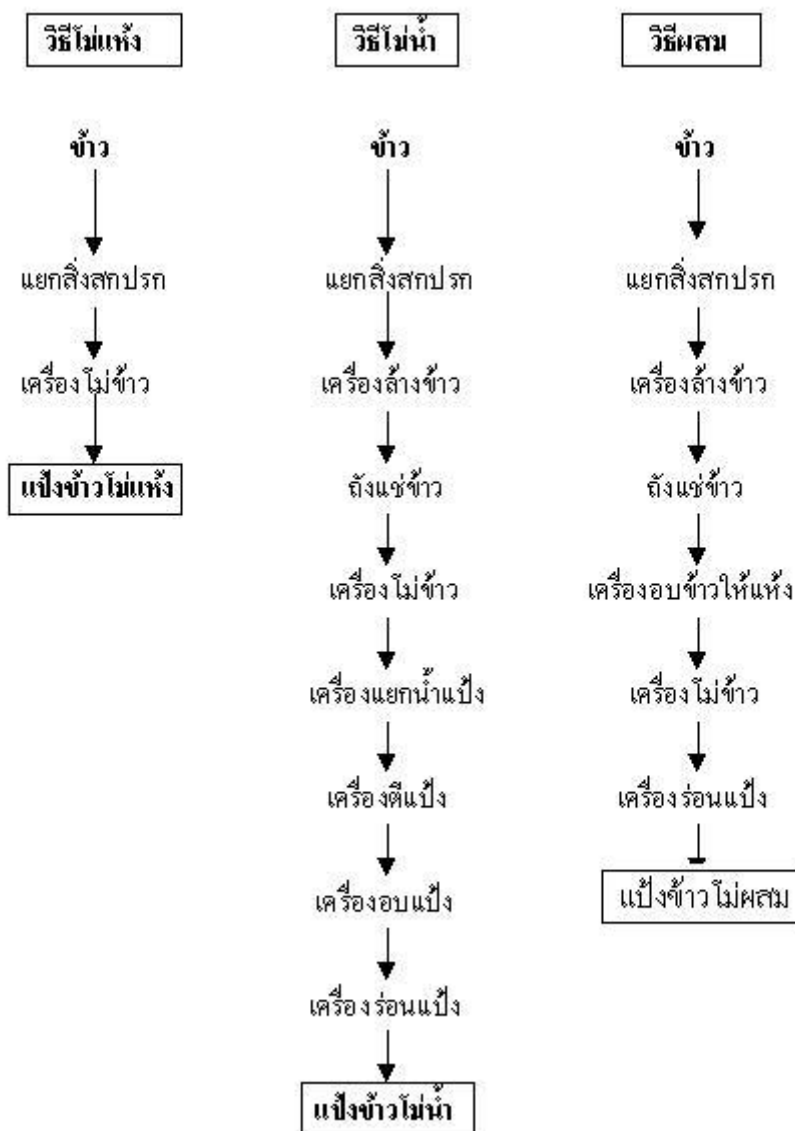 วิธีโม่แห้ง
ข้าว
แยกสิ่งสกปรก
เครื่องโม่ข้าว
แป้งข้าวโม่แห้ง
วิธีโม่น้ำ
ข้าว
แยกสิ่งสกปรก
เครื่องล้างข้าว
ถังแช่ข้าว
เครื่องโม่ข้าว
เครื่องแยกน้ำแป้ง
เครื่องตีแป้ง
เครื่องอบแป้ง
เครื่องร่อนแป้ง
แป้งข้าวโม่น้ำ
วิธีผสม
ข้าว
แยกสิ่งสกปรก
เครื่องล้างข้าว
ถังแช่ข้าว
เครื่องอบข้าวให้แห้ง
เครื่องโม่ข้าว
เครื่องร่อนแป้ง
แป้งข้าวโม่ผสม